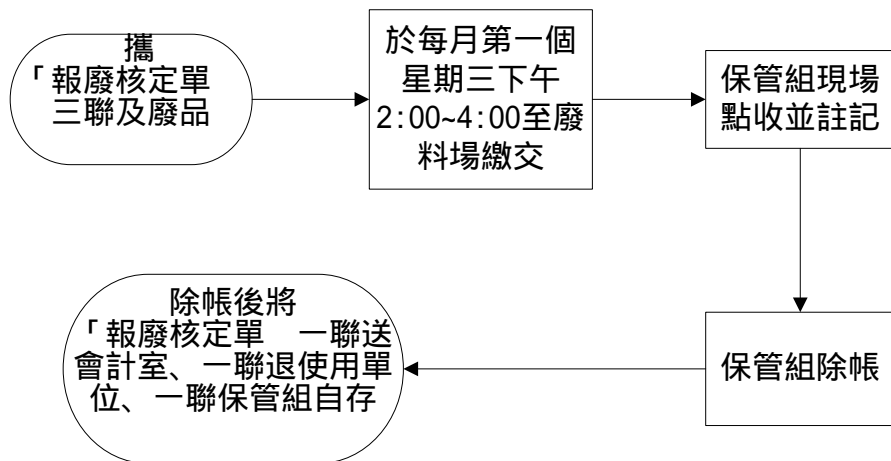 攜
「報廢核定單
三聯及廢品
於每月第一個
星期三下午
2:00~4:00至廢
料場繳交
保管組現場
點收並註記
保管組除帳
除帳後將
「報廢核定單　一聯送
會計室、一聯退使用單
位、一聯保管組自存